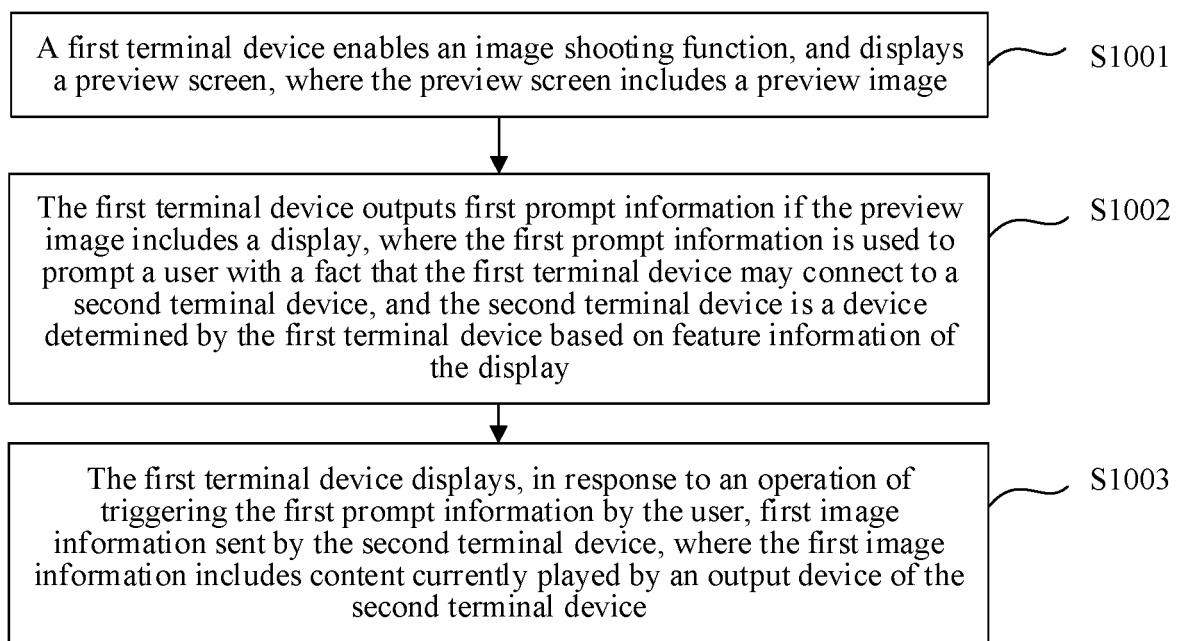 A first terminal device enables an image shooting function, and displays
a preview screen, where the preview screen includes a preview image
S1001
The first terminal device outputs first prompt information if the preview
image includes a display, where the first prompt information is used to
prompt a user with a fact that the first terminal device may connect to a
second terminal device, and the second terminal device is a device
determined by the first terminal device based on feature information of
the display
S1002
The first terminal device displays, in response to an operation of
triggering the first prompt information by the user, first image
information sent by the second terminal device, where the first image
information includes content currently played by an output device of the
second terminal device
S1003